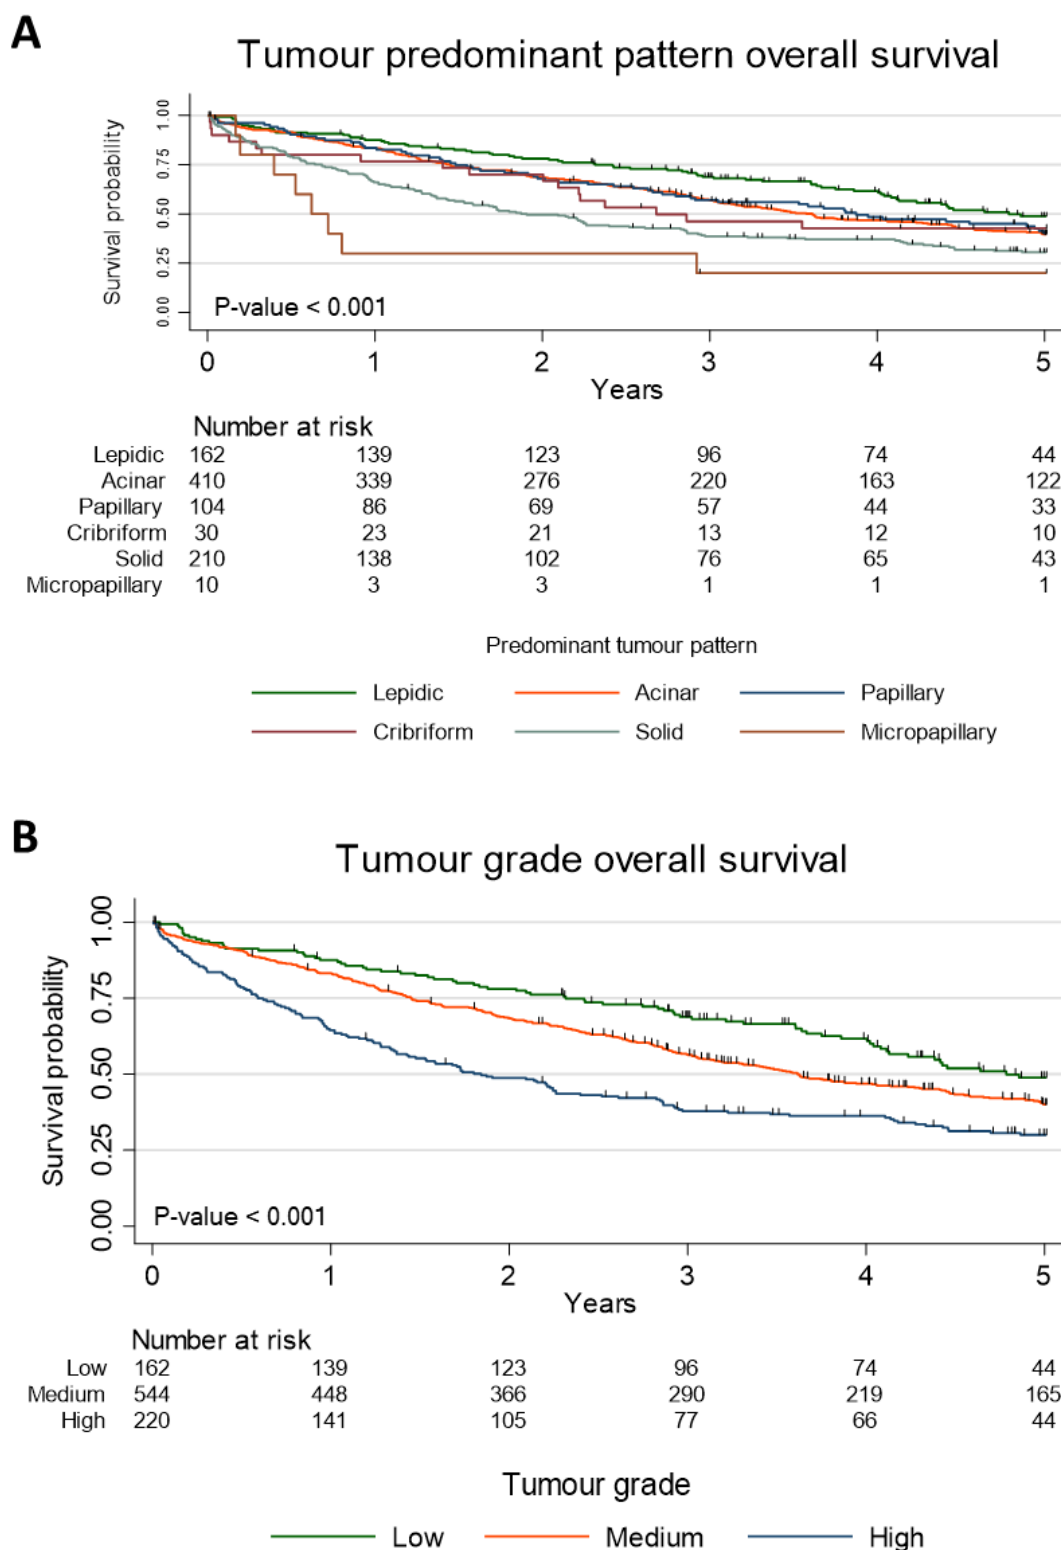 A
Tumour predominant pattern overall survival
Survival probability
1.00
0.75
0.50
0.25
0.00
P-value < 0.001
0 1 2 3 4 5
Years
Number at risk
Lepidic 162 139 123 96 74 44
Acinar 410 339 276 220 163 122
Papillary 104 86 69 57 44 33
Cribriform 30 23 21 13 12 10
Solid 210 138 102 76 65 43
Micropapillary 10 3 3 1 1 1
Predominant tumour pattern
Lepidic Acinar Papillary
Cribriform Solid Micropapillary
B
Tumour grade overall survival
Survival probability
1.00
0.75
0.50
0.25
0.00
P-value < 0.001
0 1 2 3 4 5
Years
Number at risk
Low 162 139 123 96 74 44
Medium 544 448 366 290 219 165
High 220 141 105 77 66 44
Tumour grade
Low Medium High